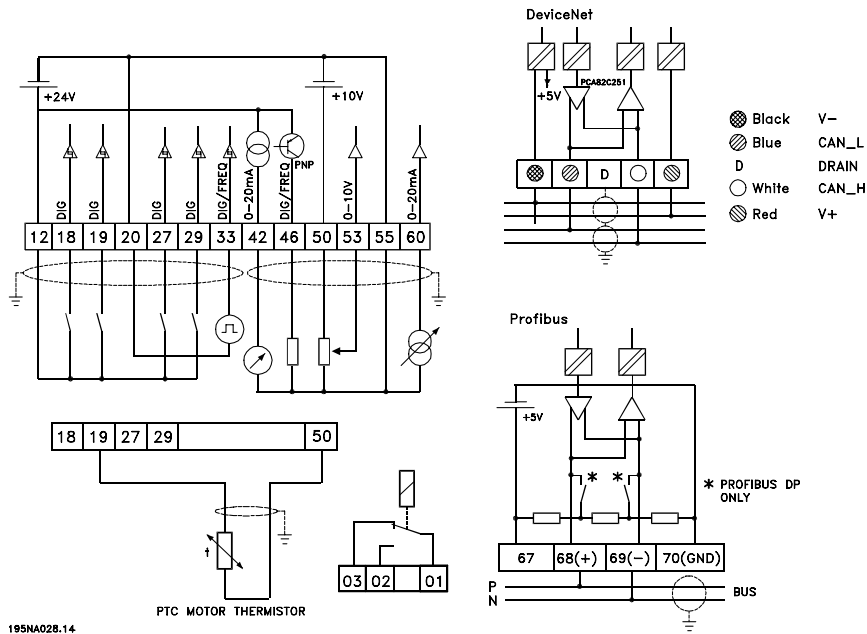 DeviceNet
+24V
+10V
DIG
DIG
DIG
DIG
DIG/FREQ
0-20mA
DIG/FREQ
PNP
0-10V
0-20mA
12 18 19 20 27 29 33 42 46 50 53 55 60
PCA82C251
+5V
D
Black V-
Blue CAN_L
D DRAIN
White CAN_H
Red V+
Profibus
+5V
* *
* PROFIBUS DP
ONLY
67 68(+) 69(-) 70(GND)
P
N
BUS
18 19 27 29 50
t
PTC MOTOR THERMISTOR
03 02 01
195NA028.14